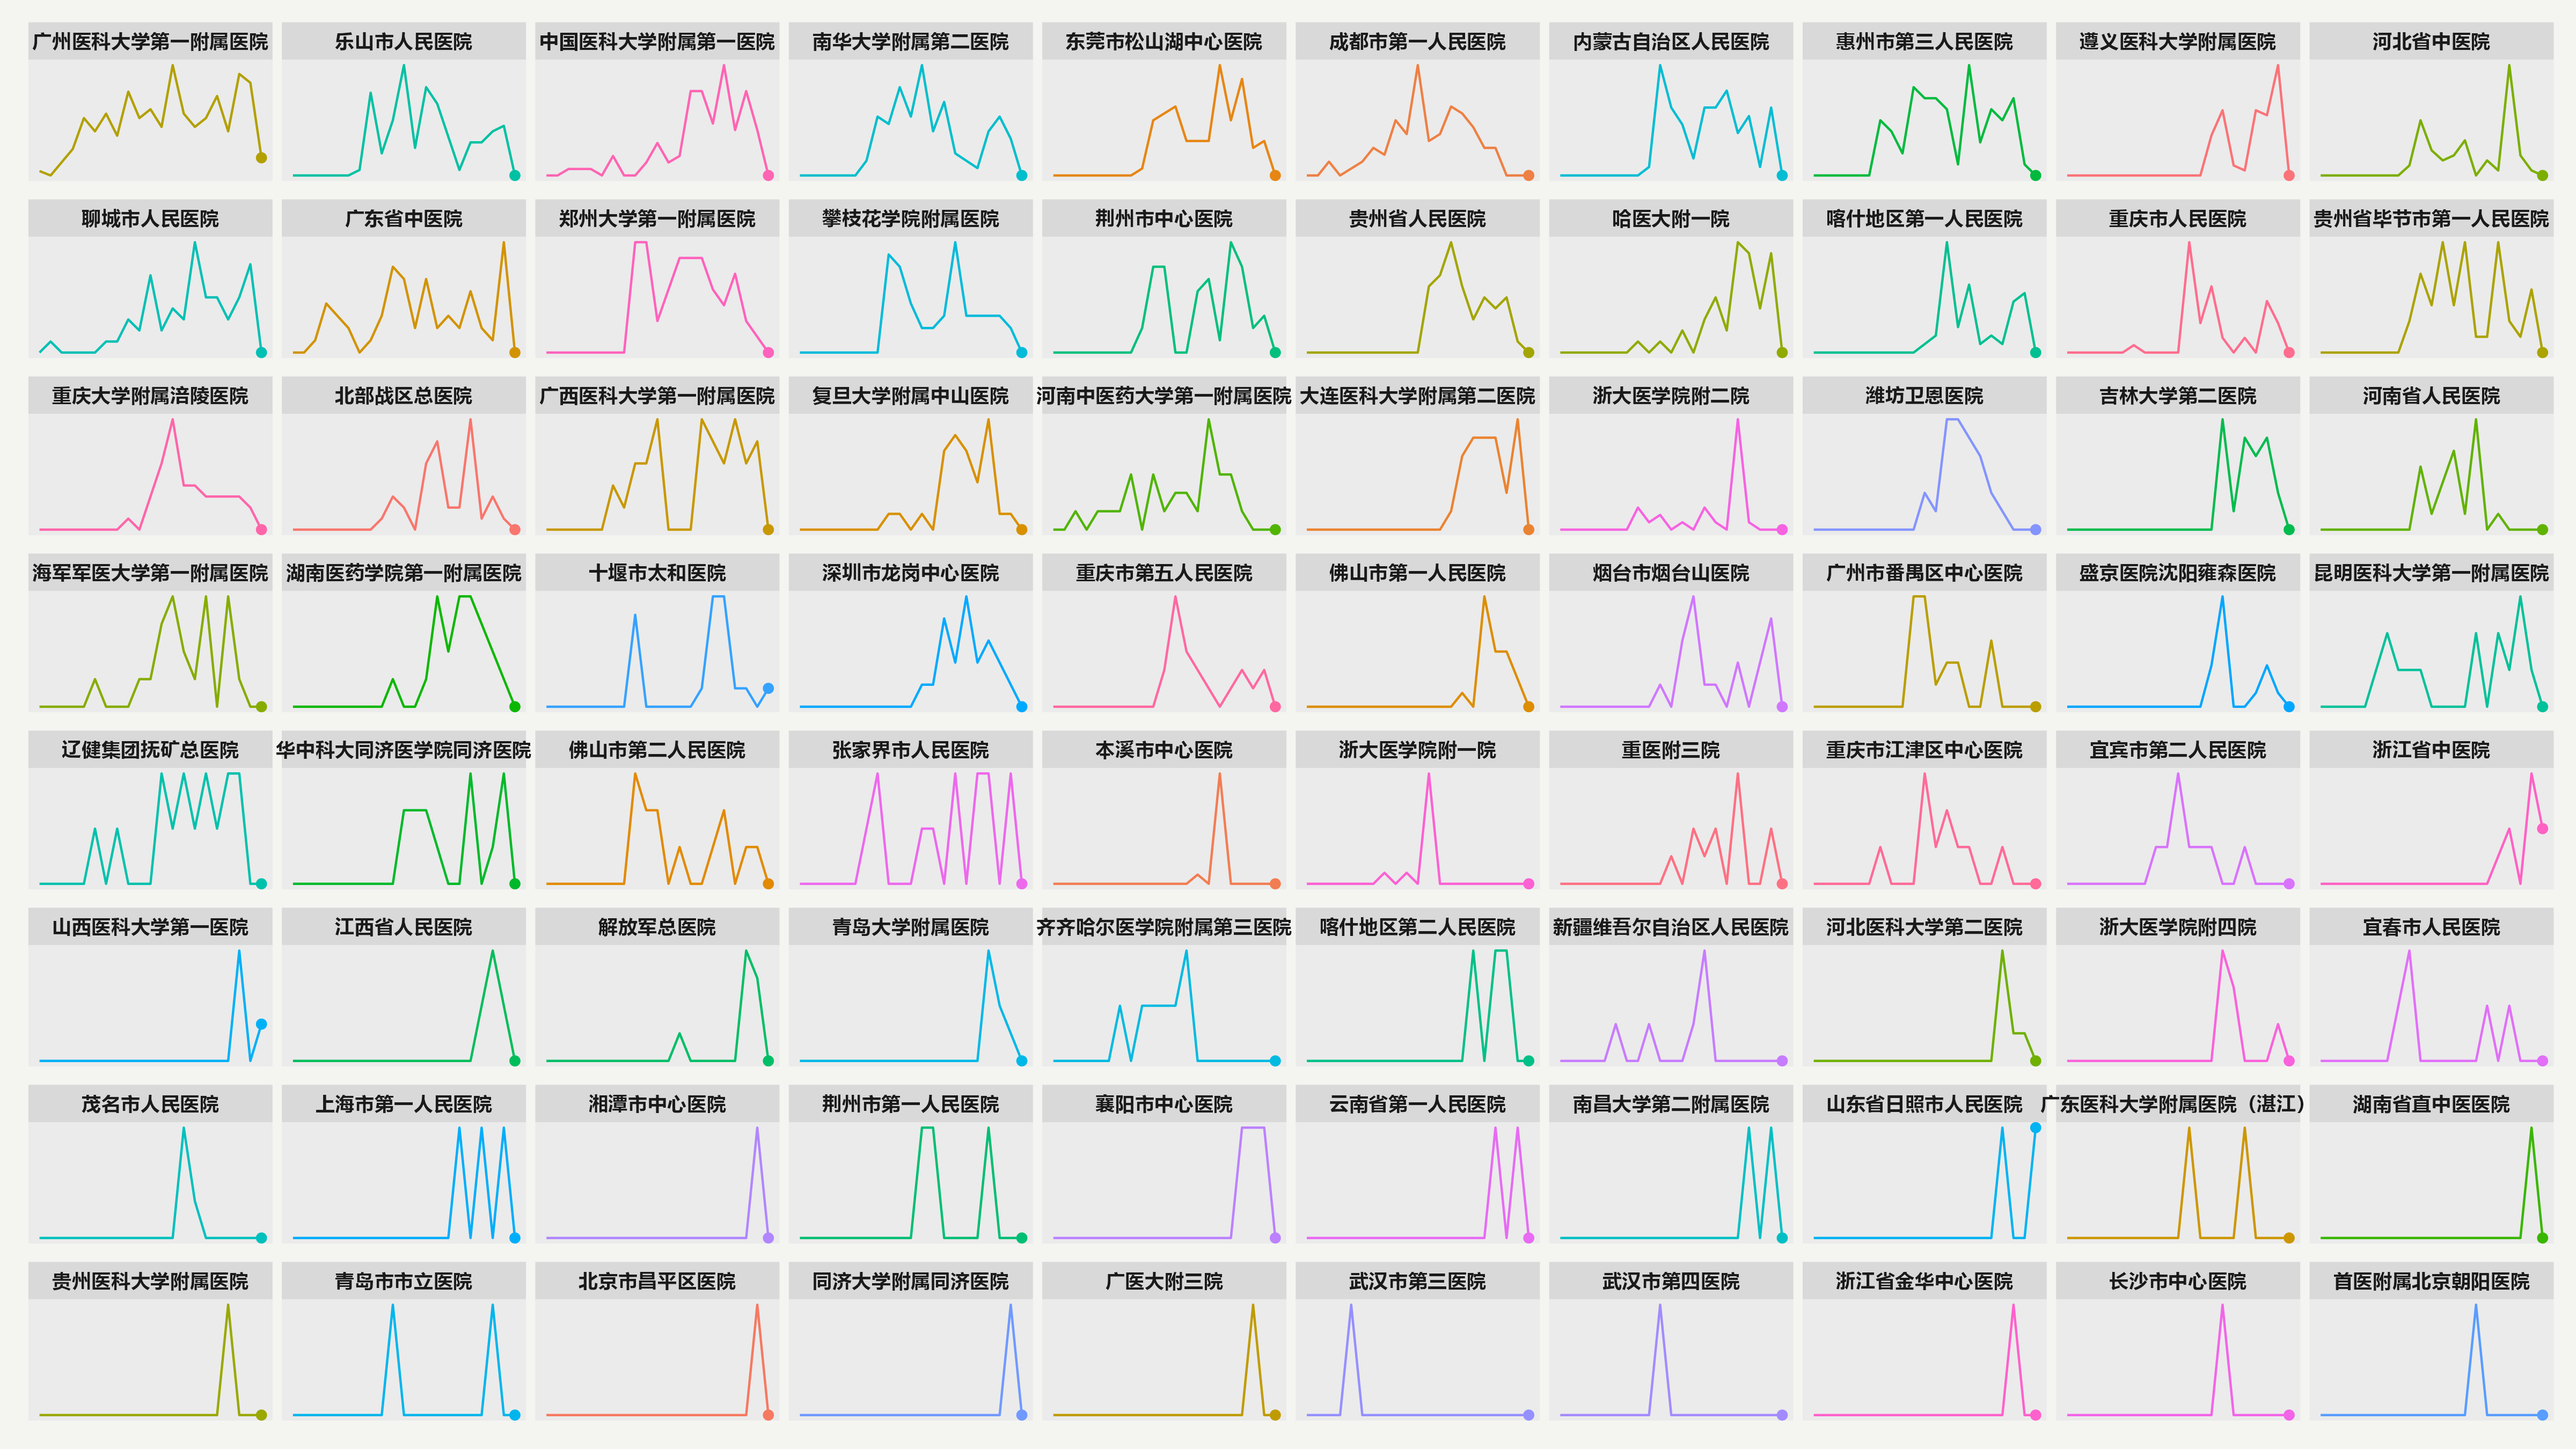 广州医科大学第一附属医院
乐山市人民医院
中国医科大学附属第一医院
南华大学附属第二医院
东莞市松山湖中心医院
成都市第一人民医院
内蒙古自治区人民医院
惠州市第三人民医院
遵义医科大学附属医院
河北省中医院
聊城市人民医院
广东省中医院
郑州大学第一附属医院
攀枝花学院附属医院
荆州市中心医院
贵州省人民医院
哈医大附一院
喀什地区第一人民医院
重庆市人民医院
贵州省毕节市第一人民医院
重庆大学附属涪陵医院
北部战区总医院
广西医科大学第一附属医院
复旦大学附属中山医院
河南中医药大学第一附属医院
大连医科大学附属第二医院
浙大医学院附二院
潍坊卫恩医院
吉林大学第二医院
河南省人民医院
海军军医大学第一附属医院
湖南医药学院第一附属医院
十堰市太和医院
深圳市龙岗中心医院
重庆市第五人民医院
佛山市第一人民医院
烟台市烟台山医院
广州市番禺区中心医院
盛京医院沈阳雍森医院
昆明医科大学第一附属医院
辽健集团抚矿总医院
华中科大同济医学院同济医院
佛山市第二人民医院
张家界市人民医院
本溪市中心医院
浙大医学院附一院
重医附三院
重庆市江津区中心医院
宜宾市第二人民医院
浙江省中医院
山西医科大学第一医院
江西省人民医院
解放军总医院
青岛大学附属医院
齐齐哈尔医学院附属第三医院
喀什地区第二人民医院
新疆维吾尔自治区人民医院
河北医科大学第二医院
浙大医学院附四院
宜春市人民医院
茂名市人民医院
上海市第一人民医院
湘潭市中心医院
荆州市第一人民医院
襄阳市中心医院
云南省第一人民医院
南昌大学第二附属医院
山东省日照市人民医院
广东医科大学附属医院（湛江）
湖南省直中医医院
贵州医科大学附属医院
青岛市市立医院
北京市昌平区医院
同济大学附属同济医院
广医大附三院
武汉市第三医院
武汉市第四医院
浙江省金华中心医院
长沙市中心医院
首医附属北京朝阳医院